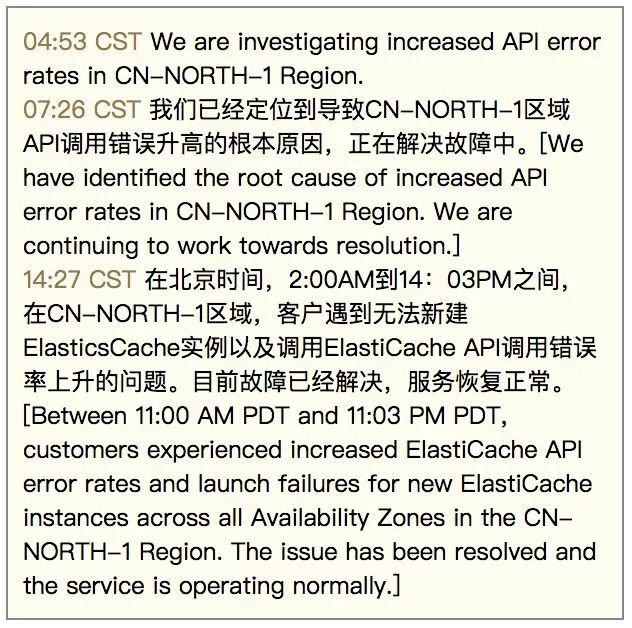 04:53 CST We are investigating increased API error
rates in CN-NORTH-1 Region.
07:26 CST 我们已经定位到导致CN-NORTH-1区域
API调用错误升高的根本原因，正在解决故障中。[We
have identified the root cause of increased API
error rates in CN-NORTH-1 Region. We are
continuing to work towards resolution.]
14:27 CST 在北京时间，2:00AM到14：03PM之间，
在CN-NORTH-1区域，客户遇到无法新建
ElasticsCache实例以及调用ElastiCache API调用错误
率上升的问题。目前故障已经解决，服务恢复正常。
[Between 11:00 AM PDT and 11:03 PM PDT,
customers experienced increased ElastiCache API
error rates and launch failures for new ElastiCache
instances across all Availability Zones in the CN-
NORTH-1 Region. The issue has been resolved and
the service is operating normally.]